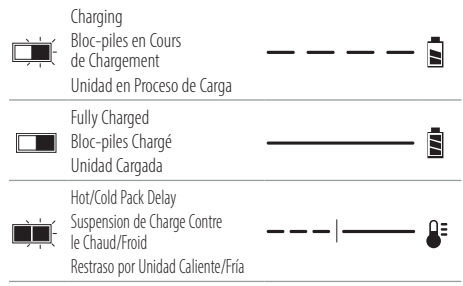 Charging
Bloc-piles en Cours
de Chargement
Unidad en Proceso de Carga
Fully Charged
Bloc-piles Chargé
Unidad Cargada
Hot/Cold Pack Delay
Suspension de Charge Contre
le Chaud/Froid
Restraso por Unidad Caliente/Fría